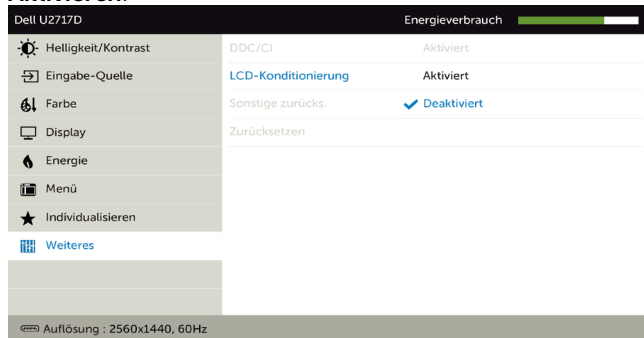 Dell U2717D Energieverbrauch
Helligkeit/Kontrast DDC/CI Aktiviert
Eingabe-Quelle LCD-Konditionierung Aktiviert
Farbe Sonstige zurücks. Deaktiviert
Display Zurücksetzen
Energie
Menü
Individualisieren
Weiteres
Auflösung : 2560x1440, 60Hz